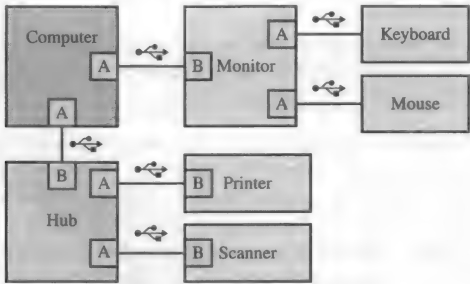 Computer
A
A
B
Monitor
A
A
Keyboard
Mouse
B
Hub
A
A
B
Printer
B
Scanner